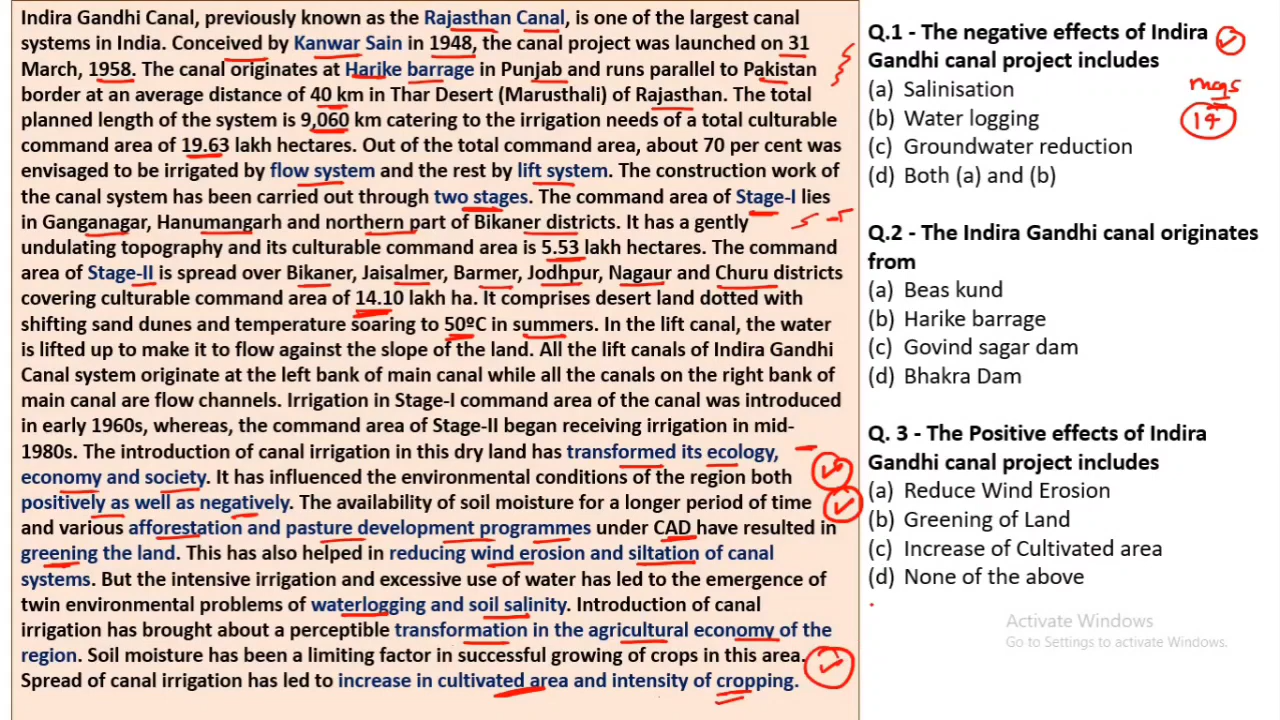 Indira Gandhi Canal, previously known as the Rajasthan Canal, is one of the largest canal
systems in India. Conceived by Kanwar Sain in 1948, the canal project was launched on 31
March, 1958. The canal originates at Harike barrage in Punjab and runs parallel to Pakistan
border at an average distance of 40 km in Thar Desert (Marusthali) of Rajasthan. The total
planned length of the system is 9,060 km catering to the irrigation needs of a total culturable
command area of 19.63 lakh hectares. Out of the total command area, about 70 per cent was
envisaged to be irrigated by flow system and the rest by lift system. The construction work of
the canal system has been carried out through two stages. The command area of Stage-I lies
in Ganganagar, Hanumangarh and northern part of Bikaner districts. It has a gently
undulating topography and its culturable command area is 5.53 lakh hectares. The command
area of Stage-II is spread over Bikaner, Jaisalmer, Barmer, Jodhpur, Nagaur and Churu districts
covering culturable command area of 14.10 lakh ha. It comprises desert land dotted with
shifting sand dunes and temperature soaring to 50ºC in summers. In the lift canal, the water
is lifted up to make it to flow against the slope of the land. All the lift canals of Indira Gandhi
Canal system originate at the left bank of main canal while all the canals on the right bank of
main canal are flow channels. Irrigation in Stage-I command area of the canal was introduced
in early 1960s, whereas, the command area of Stage-II began receiving irrigation in mid-
1980s. The introduction of canal irrigation in this dry land has transformed its ecology,
economy and society. It has influenced the environmental conditions of the region both
positively as well as negatively. The availability of soil moisture for a longer period of time
and various afforestation and pasture development programmes under CAD have resulted in
greening the land. This has also helped in reducing wind erosion and siltation of canal
systems. But the intensive irrigation and excessive use of water has led to the emergence of
twin environmental problems of waterlogging and soil salinity. Introduction of canal
irrigation has brought about a perceptible transformation in the agricultural economy of the
region. Soil moisture has been a limiting factor in successful growing of crops in this area.
Spread of canal irrigation has led to increase in cultivated area and intensity of cropping.
Q.1 - The negative effects of Indira
Gandhi canal project includes
(a) Salinisation
(b) Water logging
(c) Groundwater reduction
(d) Both (a) and (b)
mcqs
Q.2 - The Indira Gandhi canal originates
from
(a) Beas kund
(b) Harike barrage
(c) Govind sagar dam
(d) Bhakra Dam
Q. 3 - The Positive effects of Indira
Gandhi canal project includes
(a) Reduce Wind Erosion
(b) Greening of Land
(c) Increase of Cultivated area
(d) None of the above
Activate Windows
Go to Settings to activate Windows.